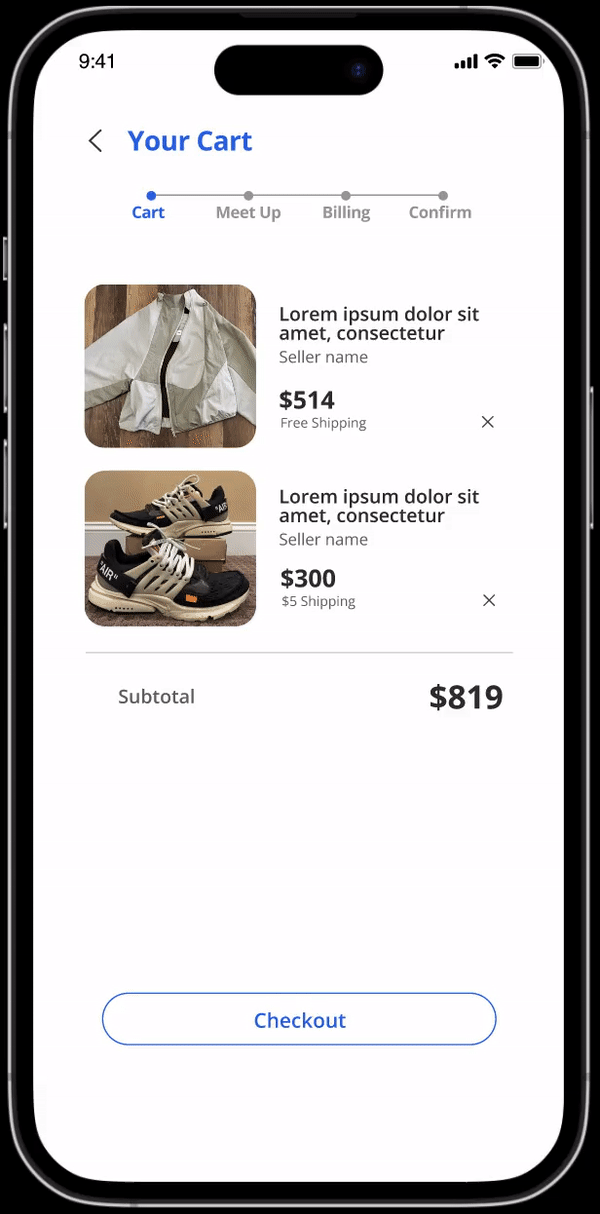 9:41
Your Cart
Cart Meet Up Billing Confirm
Lorem ipsum dolor sit
amet, consectetur
Seller name
$514
Free Shipping
"AIR"
"AIR"
Lorem ipsum dolor sit
amet, consectetur
Seller name
$300
$5 Shipping
Subtotal $819
Checkout